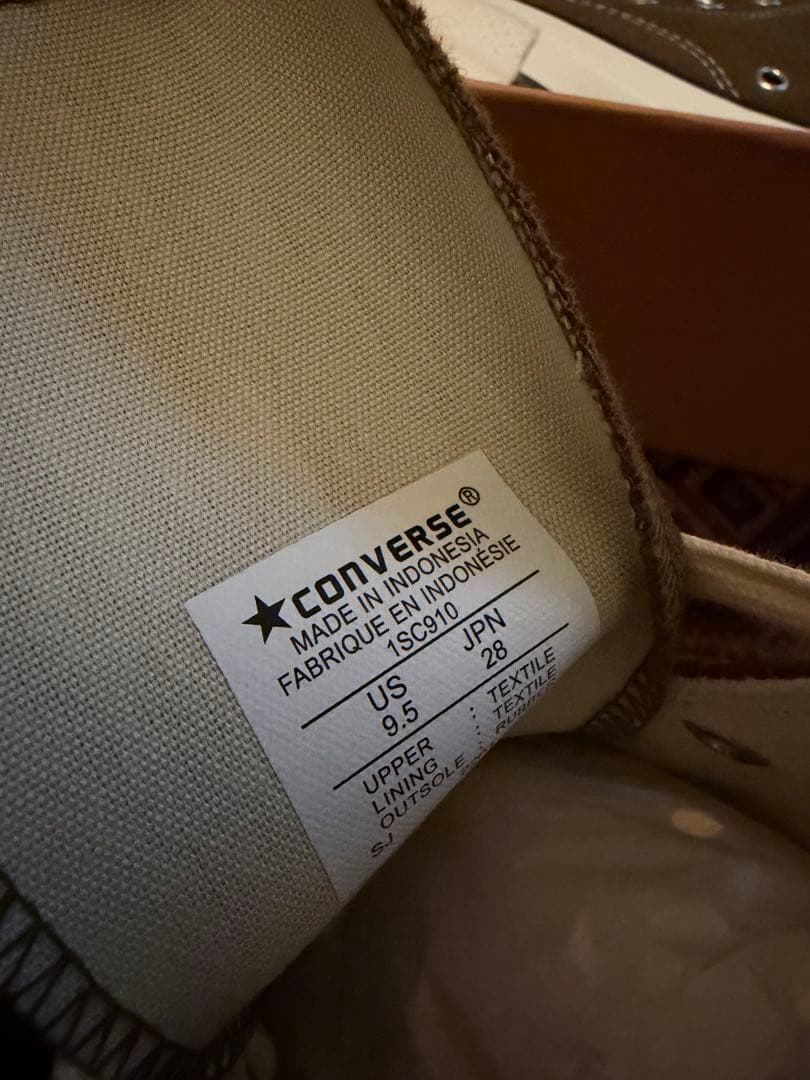 ★CONVERSE®
MADE IN INDONESIA
FABRIQUE EN INDONÉSIE
1SC910
US JPN
9.5 28
UPPER : TEXTILE
LINING : TEXTILE
OUTSOLE :
SJ